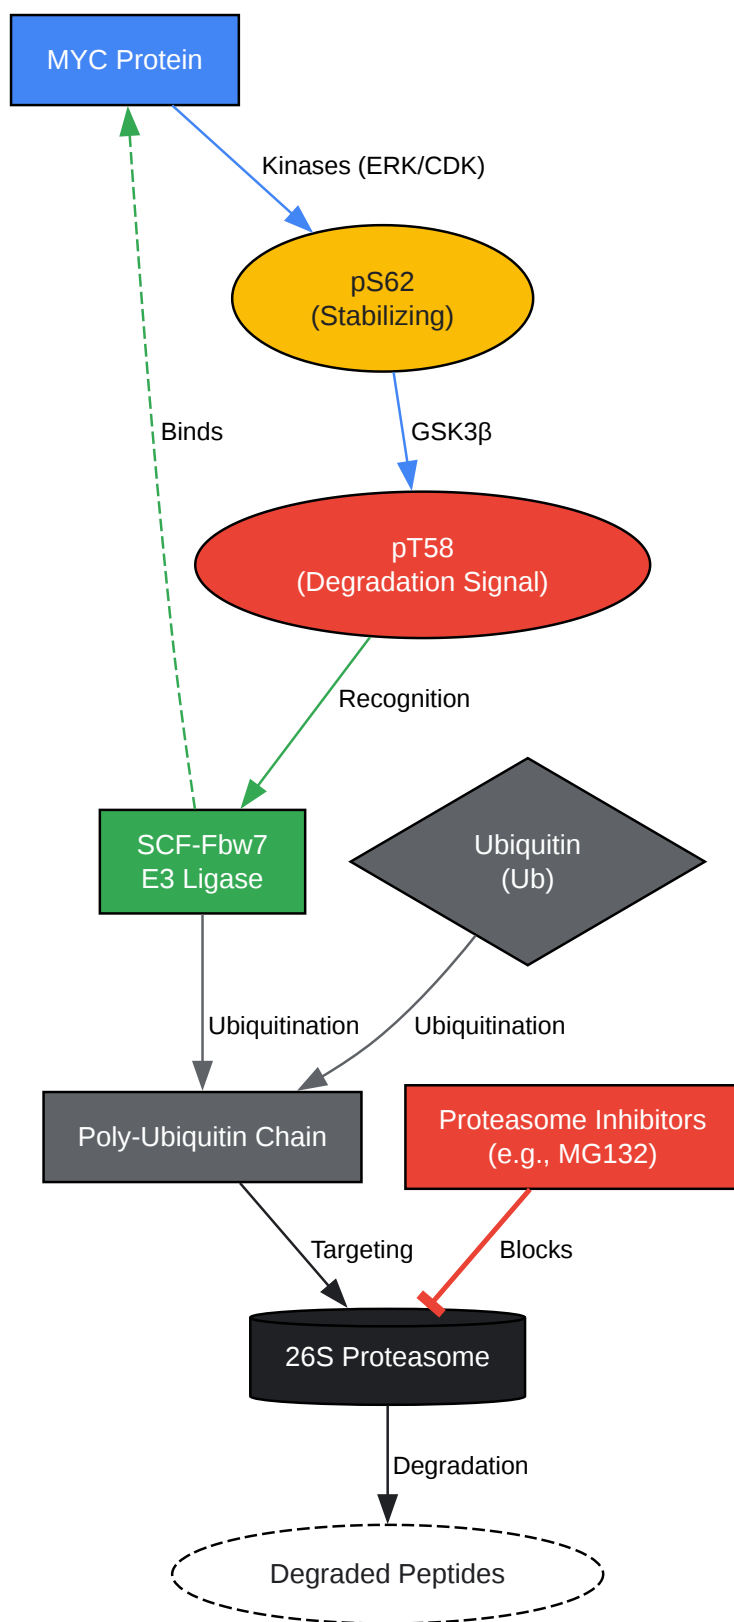 MYC Protein
Kinases (ERK/CDK)
pS62
(Stabilizing)
Binds
GSK3β
pT58
(Degradation Signal)
Recognition
SCF-Fbw7
E3 Ligase
Ubiquitin
(Ub)
Ubiquitination
Ubiquitination
Poly-Ubiquitin Chain
Proteasome Inhibitors
(e.g., MG132)
Targeting
Blocks
26S Proteasome
Degradation
Degraded Peptides